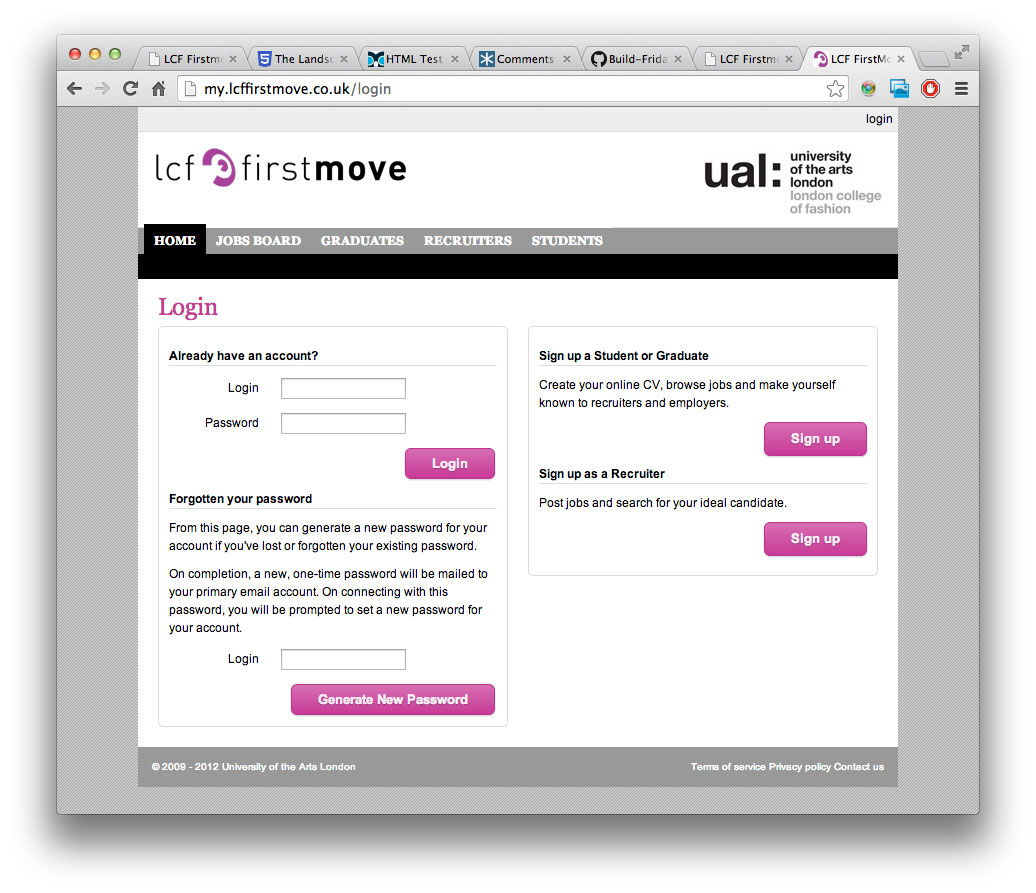 LCF Firstm
The Landsc
HTML Test
Comments
Build-Frida
LCF Firstm
LCF FirstMo
my.lcffirstmove.co.uk/login
login
lcf firstmove
ual: university
of the arts
london
london college
of fashion
HOME JOBS BOARD GRADUATES RECRUITERS STUDENTS
Login
Already have an account?
Login
Password
Login
Forgotten your password
From this page, you can generate a new password for your
account if you've lost or forgotten your existing password.
On completion, a new, one-time password will be mailed to
your primary email account. On connecting with this
password, you will be prompted to set a new password for
your account.
Login
Generate New Password
Sign up a Student or Graduate
Create your online CV, browse jobs and make yourself
known to recruiters and employers.
Sign up
Sign up as a Recruiter
Post jobs and search for your ideal candidate.
Sign up
© 2009 - 2012 University of the Arts London
Terms of service Privacy policy Contact us